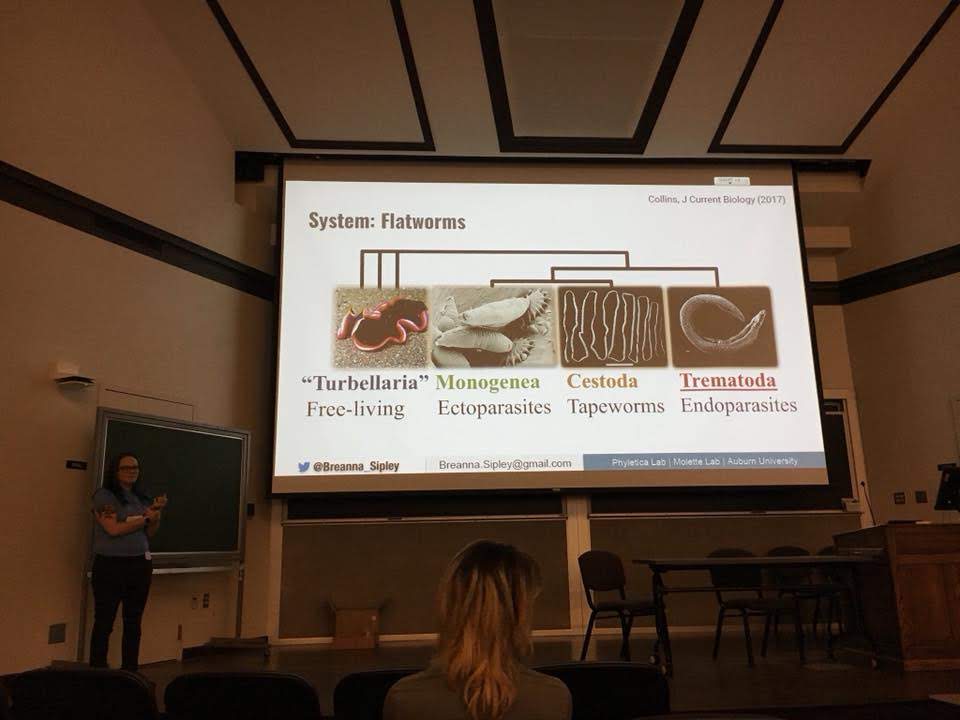 Collins, J Current Biology (2017)
System: Flatworms
“Turbellaria” Monogenea Cestoda Trematoda
Free-living Ectoparasites Tapeworms Endoparasites
@Breanna_Sipley Breanna.Sipley@gmail.com Phyletica Lab | Molette Lab | Auburn University